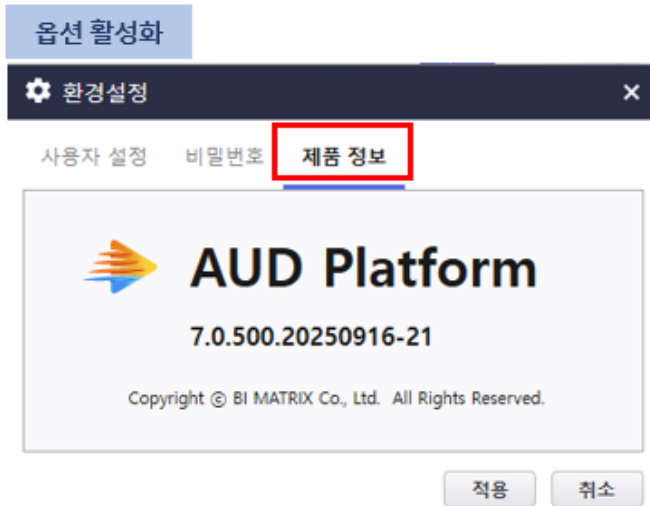 옵션 활성화
환경설정
사용자 설정 비밀번호 제품 정보
AUD Platform
7.0.500.20250916-21
Copyright ⓒ BI MATRIX Co., Ltd. All Rights Reserved.
적용 취소